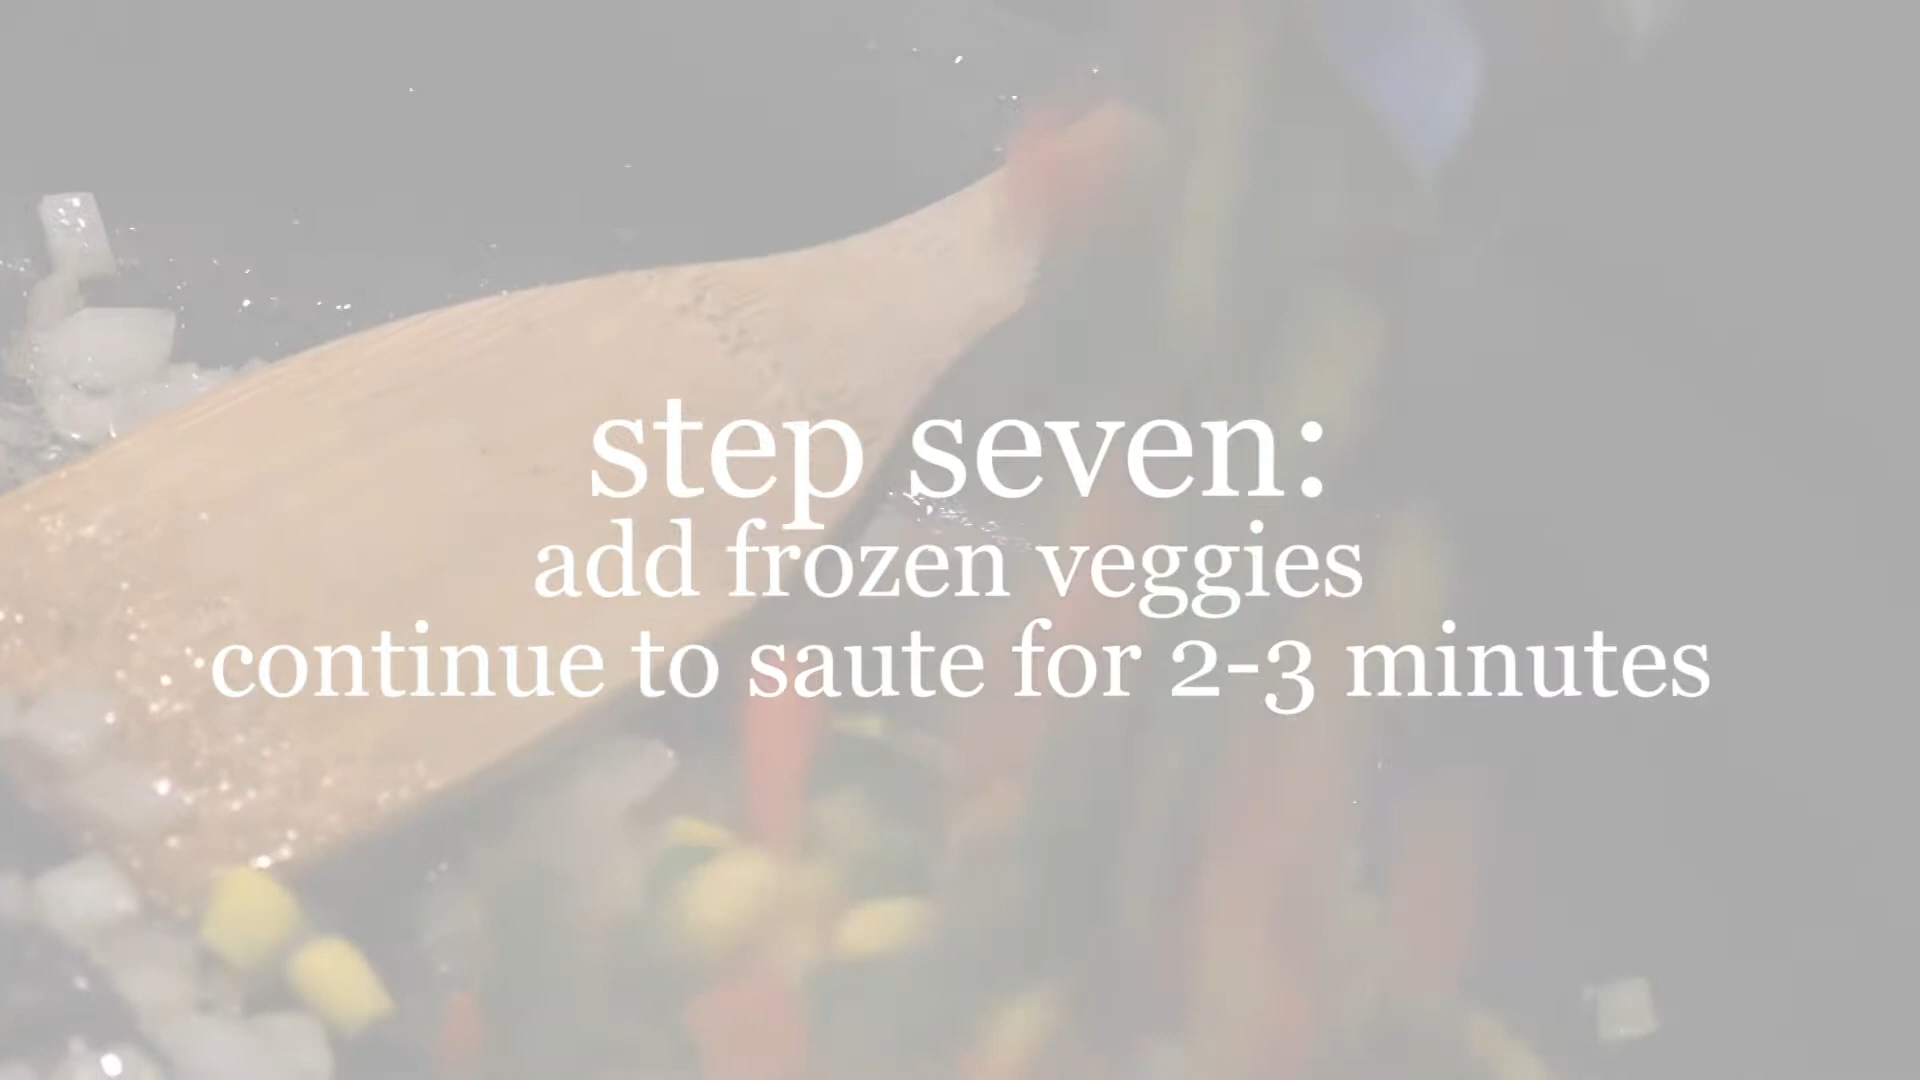 step seven:
add frozen veggies
continue to saute for 2-3 minutes